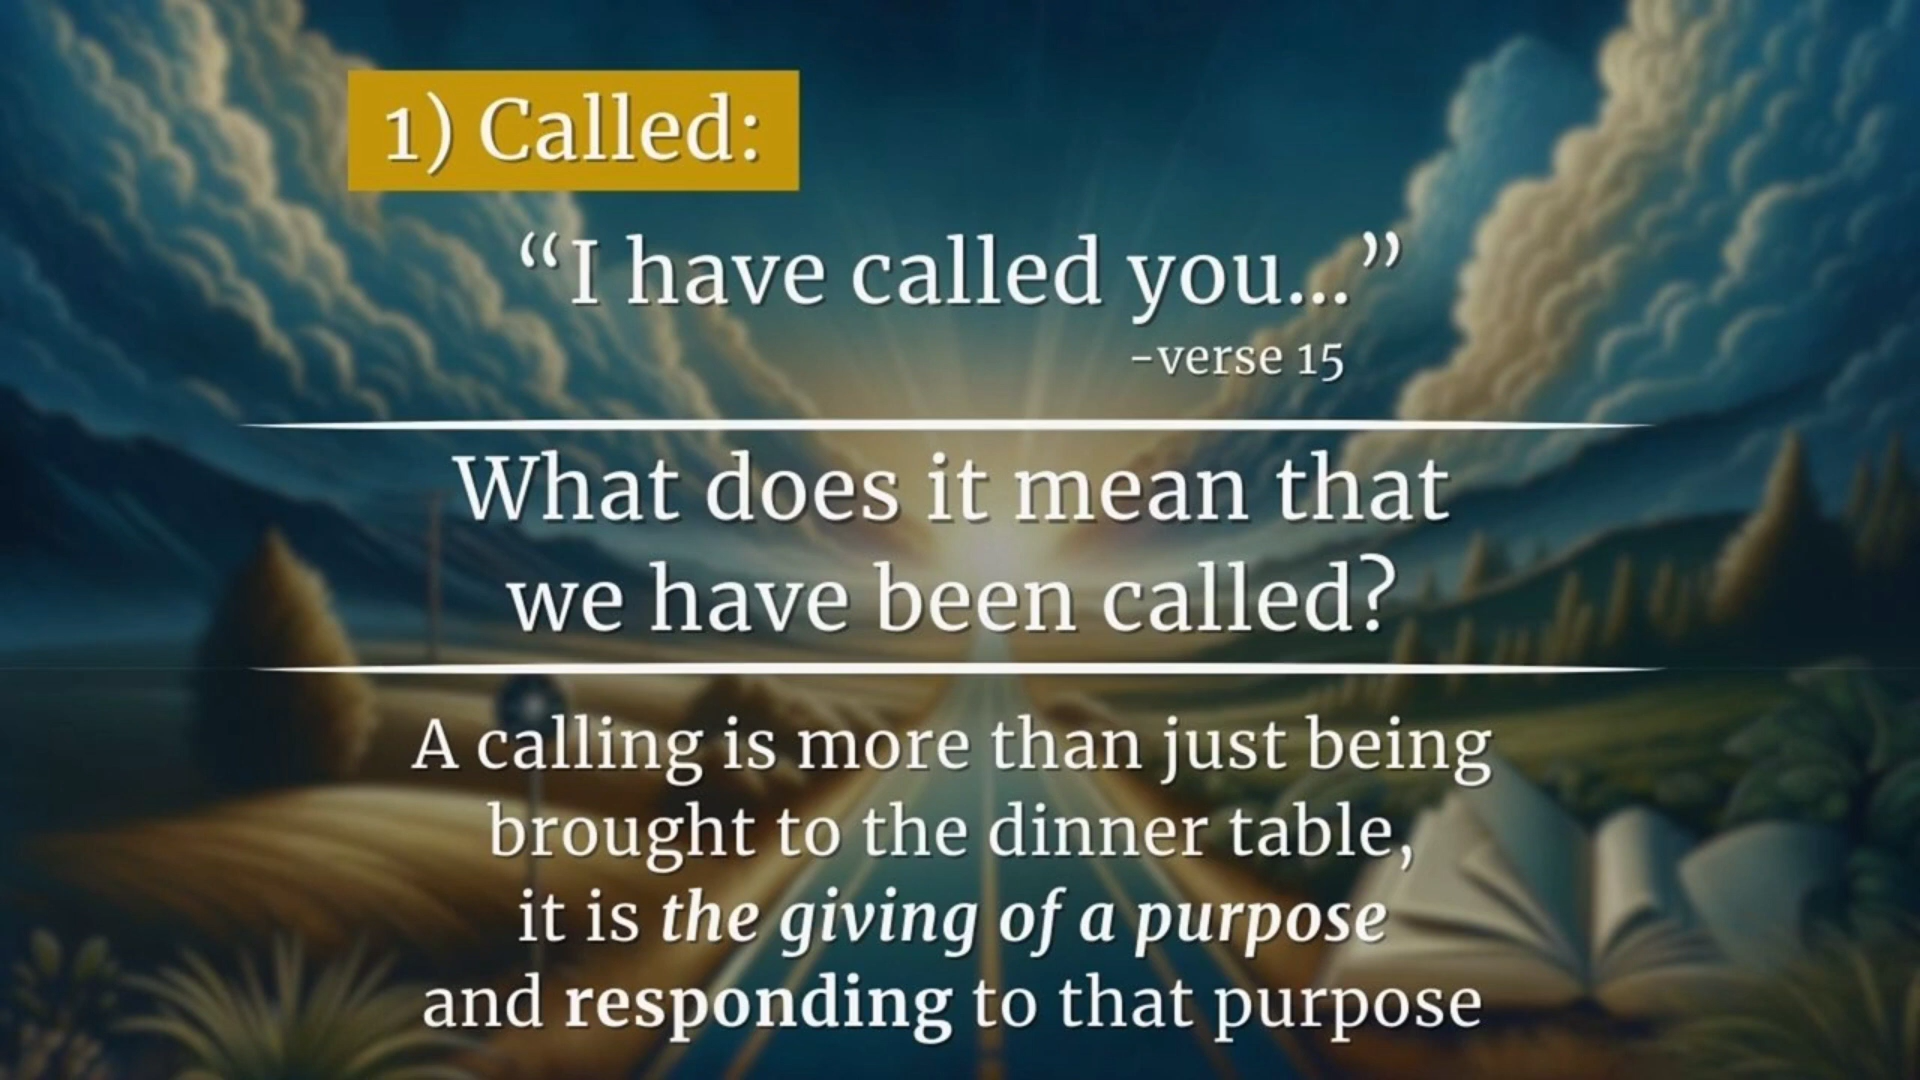 1) Called:
“I have called you...”
-verse 15
What does it mean that
we have been called?
A calling is more than just being
brought to the dinner table,
it is the giving of a purpose
and responding to that purpose